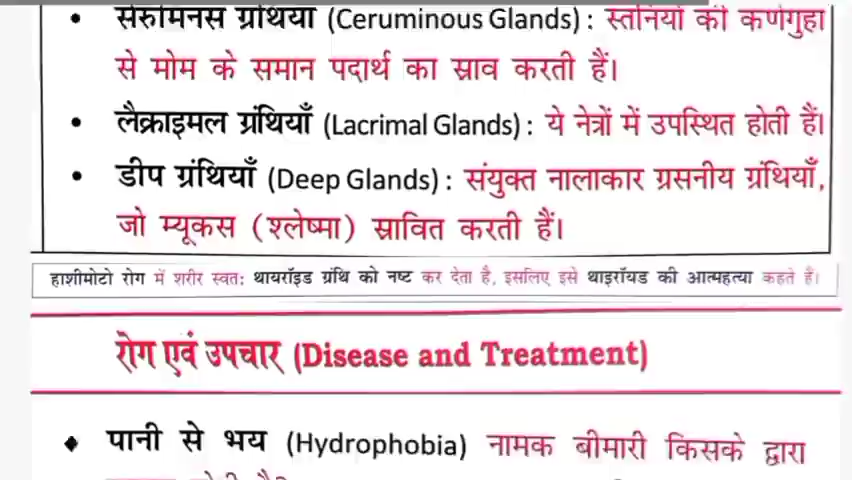 • सेरुमिनस ग्रंथियाँ (Ceruminous Glands) : स्तनियों की कर्णगुहा
से मोम के समान पदार्थ का स्राव करती हैं।
• लैक्राइमल ग्रंथियाँ (Lacrimal Glands) : ये नेत्रों में उपस्थित होती हैं।
• डीप ग्रंथियाँ (Deep Glands) : संयुक्त नालाकार ग्रसनीय ग्रंथियाँ,
जो म्यूकस (श्लेष्मा) स्रावित करती हैं।
हाशीमोटो रोग में शरीर स्वतः थायरॉइड ग्रंथि को नष्ट कर देता है, इसलिए इसे थाइरॉयड की आत्महत्या कहते हैं।
रोग एवं उपचार (Disease and Treatment)
♦ पानी से भय (Hydrophobia) नामक बीमारी किसके द्वारा